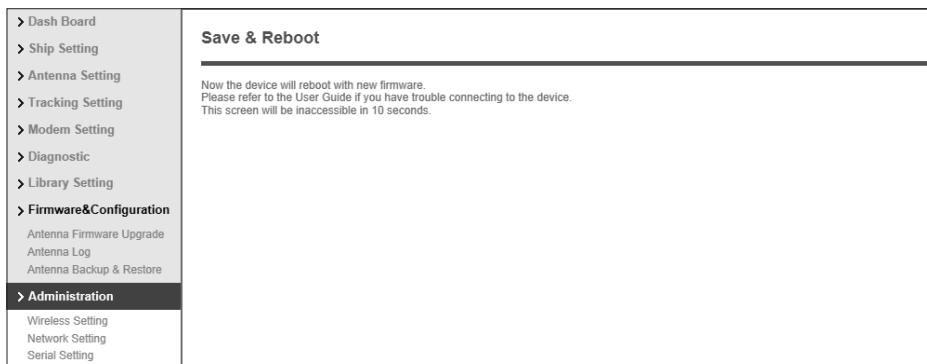 Dash Board
Ship Setting
Antenna Setting
Tracking Setting
Modem Setting
Diagnostic
Library Setting
Firmware&Configuration
Antenna Firmware Upgrade
Antenna Log
Antenna Backup & Restore
Administration
Wireless Setting
Network Setting
Serial Setting
Save & Reboot
Now the device will reboot with new firmware.
Please refer to the User Guide if you have trouble connecting to the device.
This screen will be inaccessible in 10 seconds.